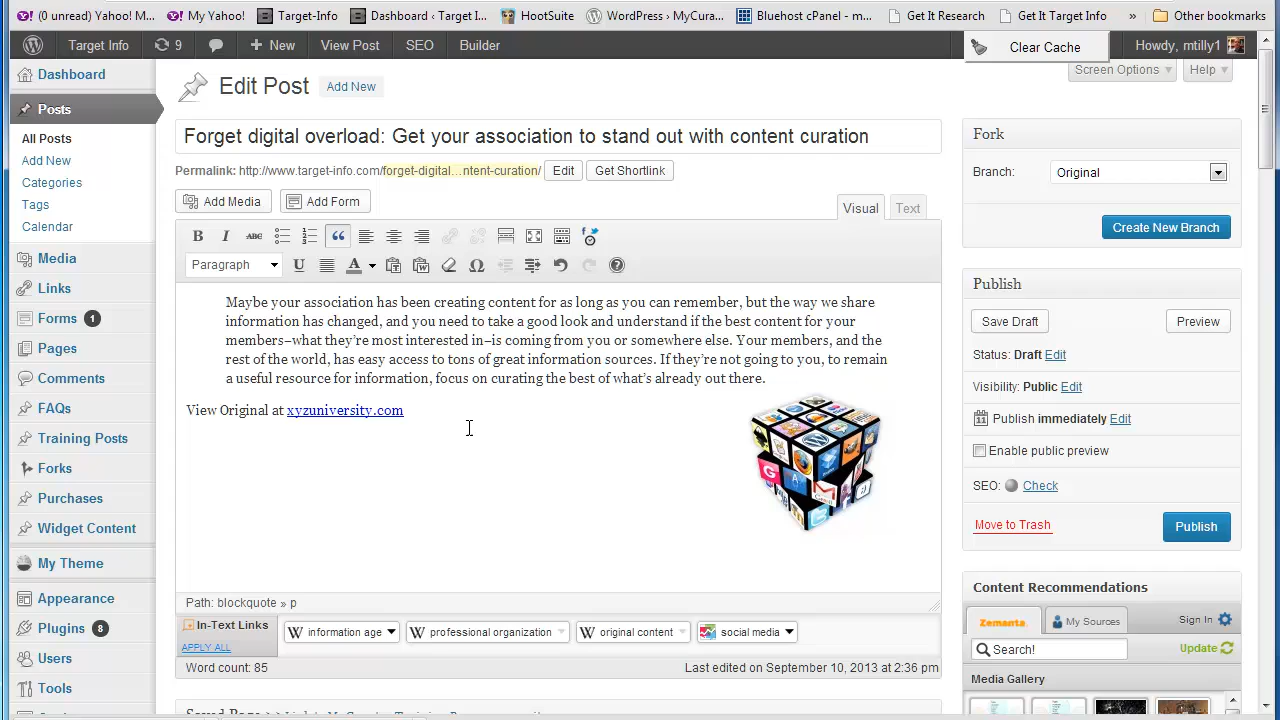 (0 unread) Yahoo! M... My Yahoo! Target-Info Dashboard ‹ Target I... HootSuite WordPress › MyCura... Bluehost cPanel - m... Get It Research Get It Target Info » Other bookmarks
Target Info 9 + New View Post SEO Builder Clear Cache Howdy, mtilly1
Screen Options Help
Dashboard
Posts
All Posts
Add New
Categories
Tags
Calendar
Media
Links
Forms 1
Pages
Comments
FAQs
Training Posts
Forks
Purchases
Widget Content
My Theme
Appearance
Plugins 8
Users
Tools
Edit Post Add New
Forget digital overload: Get your association to stand out with content curation
Permalink: http://www.target-info.com/forget-digital...ntent-curation/ Edit Get Shortlink
Add Media Add Form Visual Text
B I ABC
Paragraph U A
Maybe your association has been creating content for as long as you can remember, but the way we share
information has changed, and you need to take a good look and understand if the best content for your
members–what they’re most interested in–is coming from you or somewhere else. Your members, and the
rest of the world, has easy access to tons of great information sources. If they’re not going to you, to remain
a useful resource for information, focus on curating the best of what’s already out there.
View Original at xyzuniversity.com
Path: blockquote » p
In-Text Links
APPLY ALL
information age professional organization original content social media
Word count: 85 Last edited on September 10, 2013 at 2:36 pm
Fork
Branch: Original
Create New Branch
Publish
Save Draft Preview
Status: Draft Edit
Visibility: Public Edit
Publish immediately Edit
Enable public preview
SEO: Check
Move to Trash Publish
Content Recommendations
Zemanta My Sources Sign In
Search! Update
Media Gallery